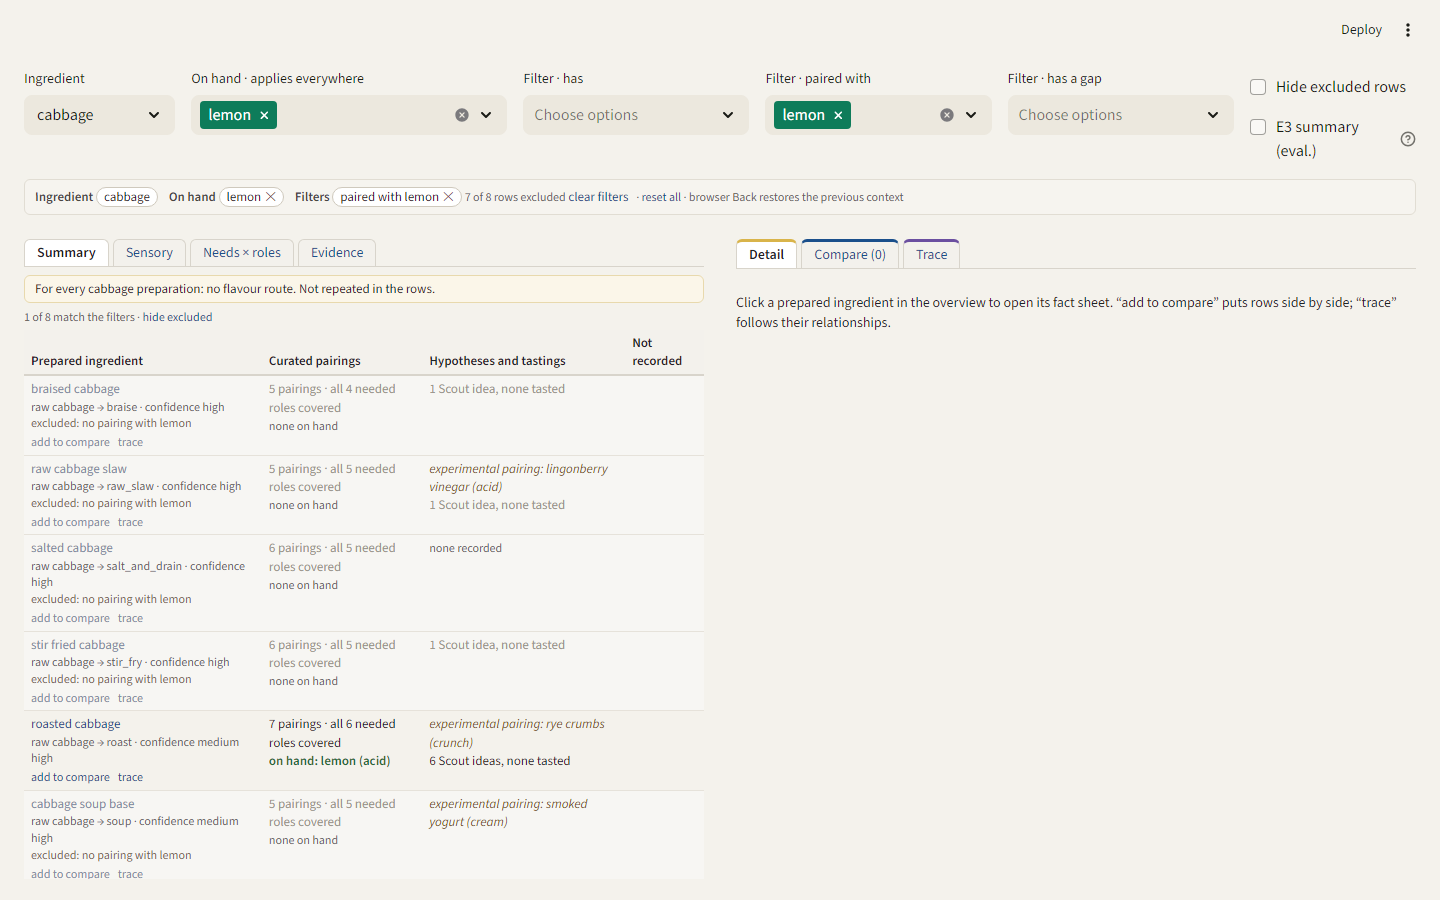 Deploy
Ingredient
On hand · applies everywhere
Filter · has
Filter · paired with
Filter · has a gap
cabbage
lemon ×
Choose options
lemon ×
Choose options
Hide excluded rows
E3 summary
(eval.)
Ingredient cabbage On hand lemon × Filters paired with lemon × 7 of 8 rows excluded clear filters · reset all · browser Back restores the previous context
Summary
Sensory
Needs × roles
Evidence
For every cabbage preparation: no flavour route. Not repeated in the rows.
1 of 8 match the filters · hide excluded
Prepared ingredient
Curated pairings
Hypotheses and tastings
Not
recorded
braised cabbage
raw cabbage → braise · confidence high
excluded: no pairing with lemon
add to compare trace
5 pairings · all 4 needed
roles covered
none on hand
1 Scout idea, none tasted
raw cabbage slaw
raw cabbage → raw_slaw · confidence high
excluded: no pairing with lemon
add to compare trace
5 pairings · all 5 needed
roles covered
none on hand
experimental pairing: lingonberry
vinegar (acid)
1 Scout idea, none tasted
salted cabbage
raw cabbage → salt_and_drain · confidence
high
excluded: no pairing with lemon
add to compare trace
6 pairings · all 5 needed
roles covered
none on hand
none recorded
stir fried cabbage
raw cabbage → stir_fry · confidence high
excluded: no pairing with lemon
add to compare trace
6 pairings · all 5 needed
roles covered
none on hand
1 Scout idea, none tasted
roasted cabbage
raw cabbage → roast · confidence medium
high
add to compare trace
7 pairings · all 6 needed
roles covered
on hand: lemon (acid)
experimental pairing: rye crumbs
(crunch)
6 Scout ideas, none tasted
cabbage soup base
raw cabbage → soup · confidence medium
high
excluded: no pairing with lemon
add to compare trace
5 pairings · all 5 needed
roles covered
none on hand
experimental pairing: smoked
yogurt (cream)
Detail
Compare (0)
Trace
Click a prepared ingredient in the overview to open its fact sheet. “add to compare” puts rows side by side; “trace”
follows their relationships.